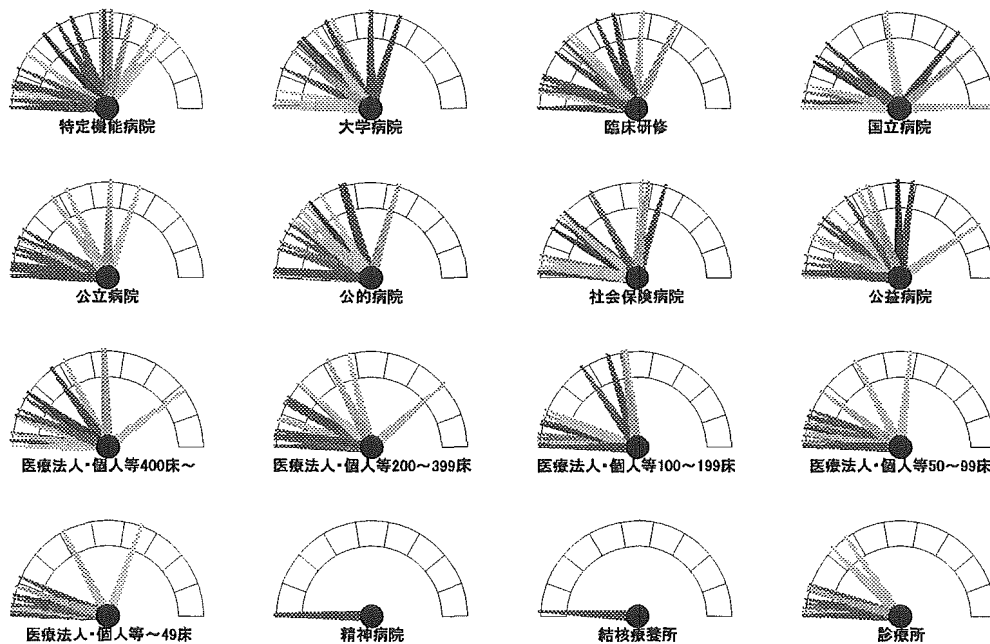 特定機能病院
大学病院
臨床研修
国立病院
公立病院
公的病院
社会保険病院
公益病院
医療法人・個人等400床～
医療法人・個人等200～399床
医療法人・個人等100～199床
医療法人・個人等50～99床
医療法人・個人等～49床
精神病院
結核療養所
診療所